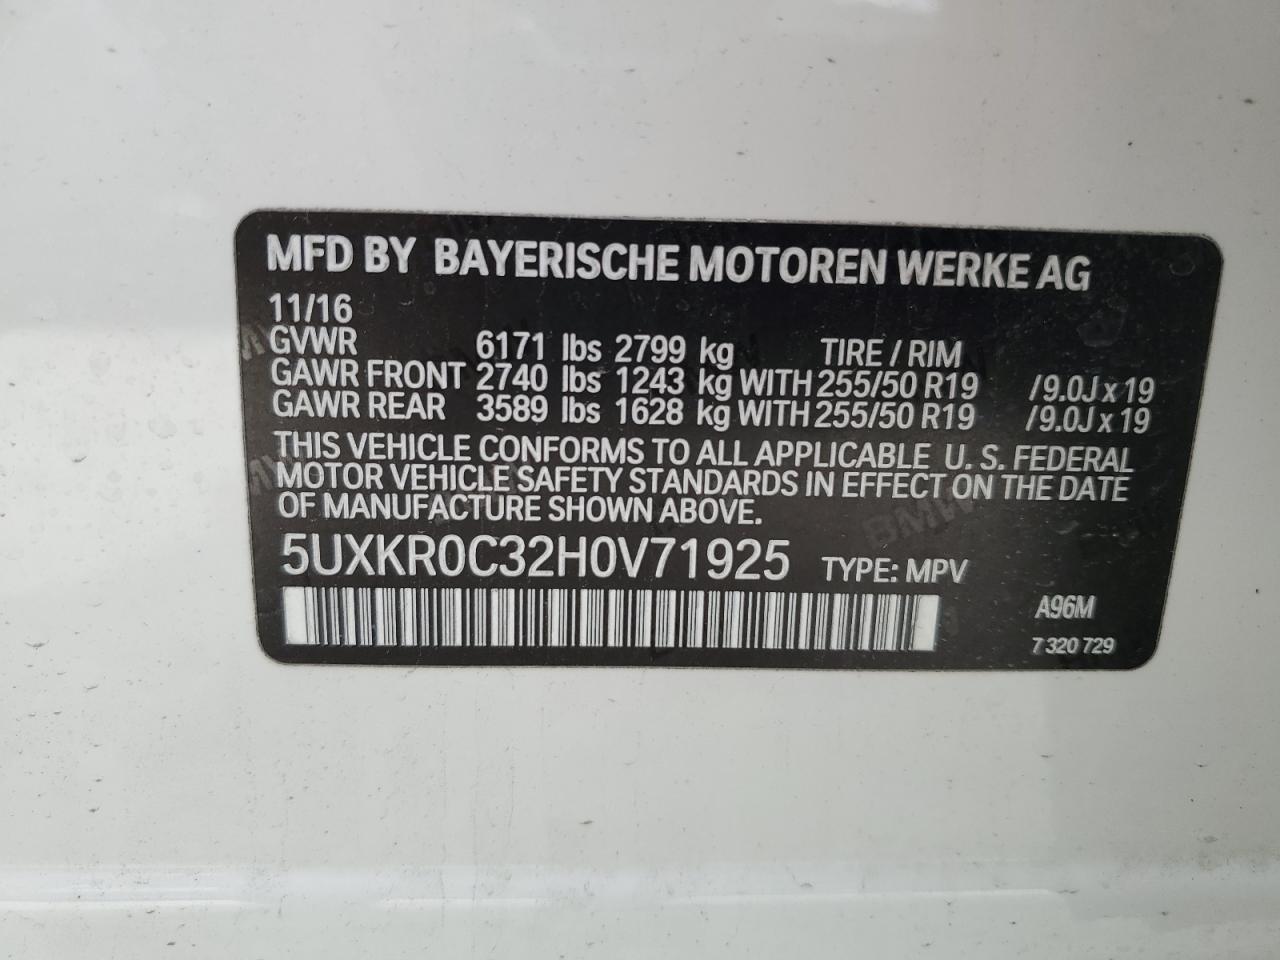 MFD BY BAYERISCHE MOTOREN WERKE AG
11/16
GVWR 6171 lbs 2799 kg TIRE / RIM
GAWR FRONT 2740 lbs 1243 kg WITH 255/50 R19 /9.0J x 19
GAWR REAR 3589 lbs 1628 kg WITH 255/50 R19 /9.0J x 19
THIS VEHICLE CONFORMS TO ALL APPLICABLE U. S. FEDERAL
MOTOR VEHICLE SAFETY STANDARDS IN EFFECT ON THE DATE
OF MANUFACTURE SHOWN ABOVE.
5UXKR0C32H0V71925 TYPE: MPV
A96M
7 320 729